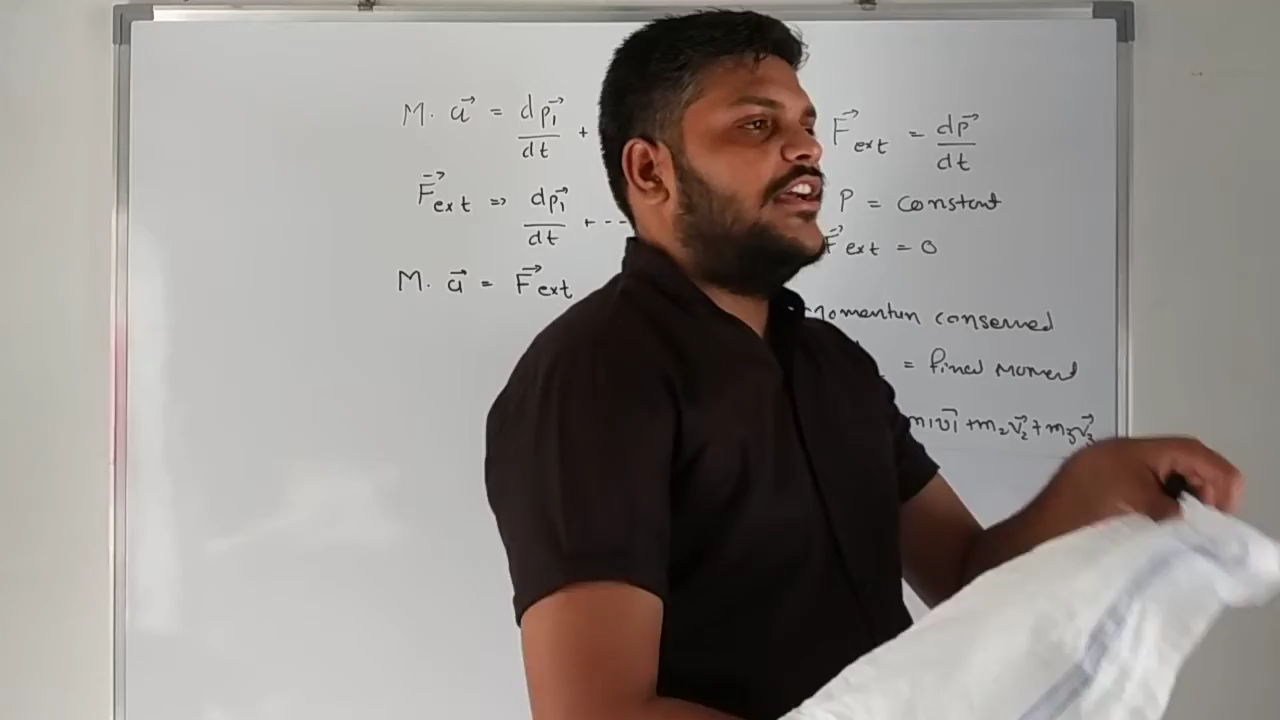 M. a⃗ = dp⃗₁/dt +
F⃗ext => dp⃗₁/dt + ---
M. a⃗ = F⃗ext
F⃗ext = dp⃗/dt
P = constant
F⃗ext = 0
momentum conserved
= final
m₁v⃗₁ + m₂v⃗₂ + m₃v⃗₃